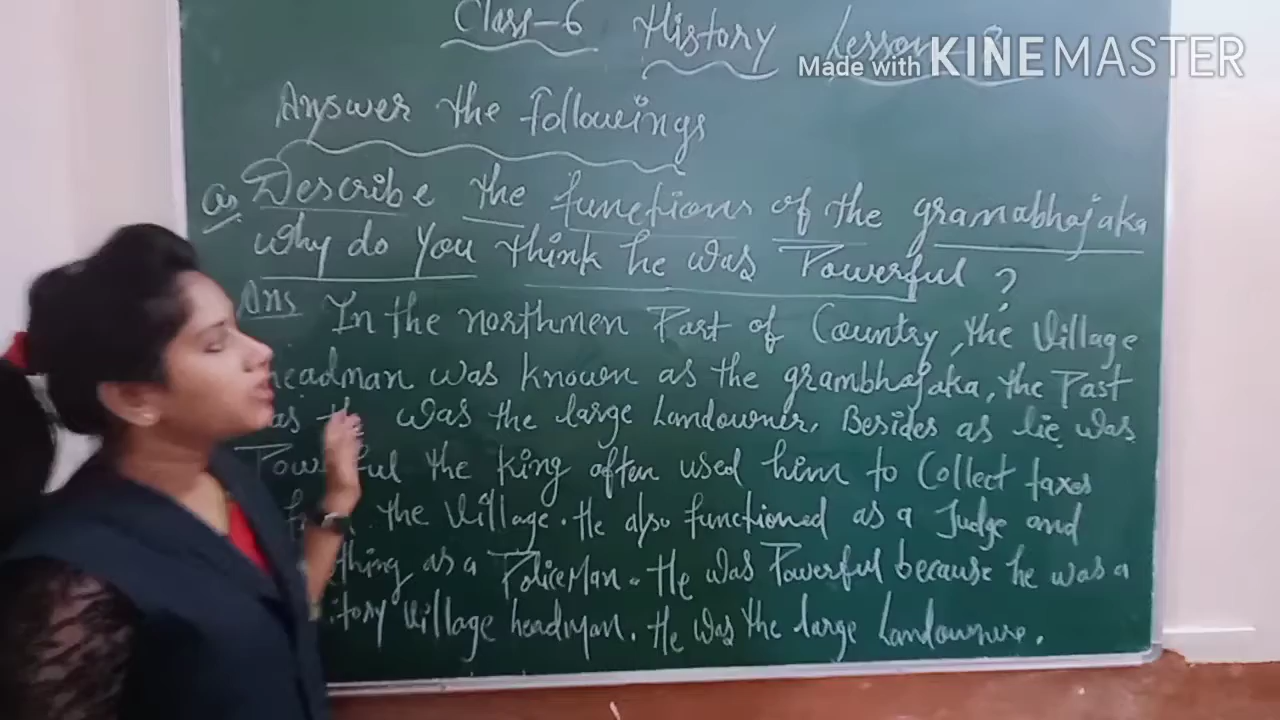 Class-6 History Lesson
Made with KINEMASTER
Answer the followings
Describe the functions of the gramabhojaka
Why do You think he was Powerful ?
Ans In the northmen Part of Country, the Village
headman was known as the grambhojaka, the Past
was the large Landowner. Besides as lie was
Powerful the King often used him to Collect taxes
the Village. He also functioned as a Judge and
as a PoliceMan. He was Powerful because he was a
Village headman. He was the large Landownre.